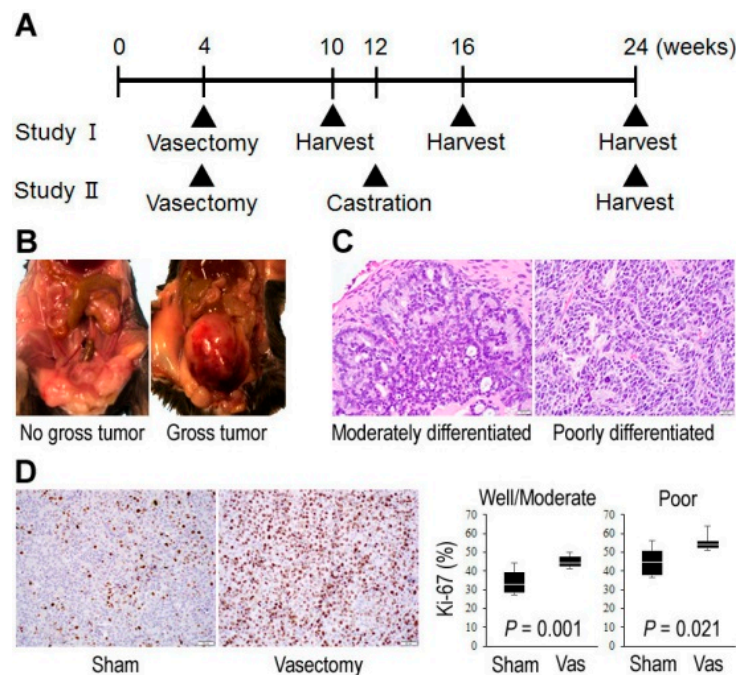 A
0 4 10 12 16 24 (weeks)
Study I
Vasectomy Harvest Harvest Harvest
Study II
Vasectomy Castration Harvest
B
C
No gross tumor Gross tumor
Moderately differentiated Poorly differentiated
D
Sham Vasectomy
Well/Moderate
Ki-67 (%)
70
60
50
40
30
20
10
0
P = 0.001
Sham Vas
Poor
70
60
50
40
30
20
10
0
P = 0.021
Sham Vas